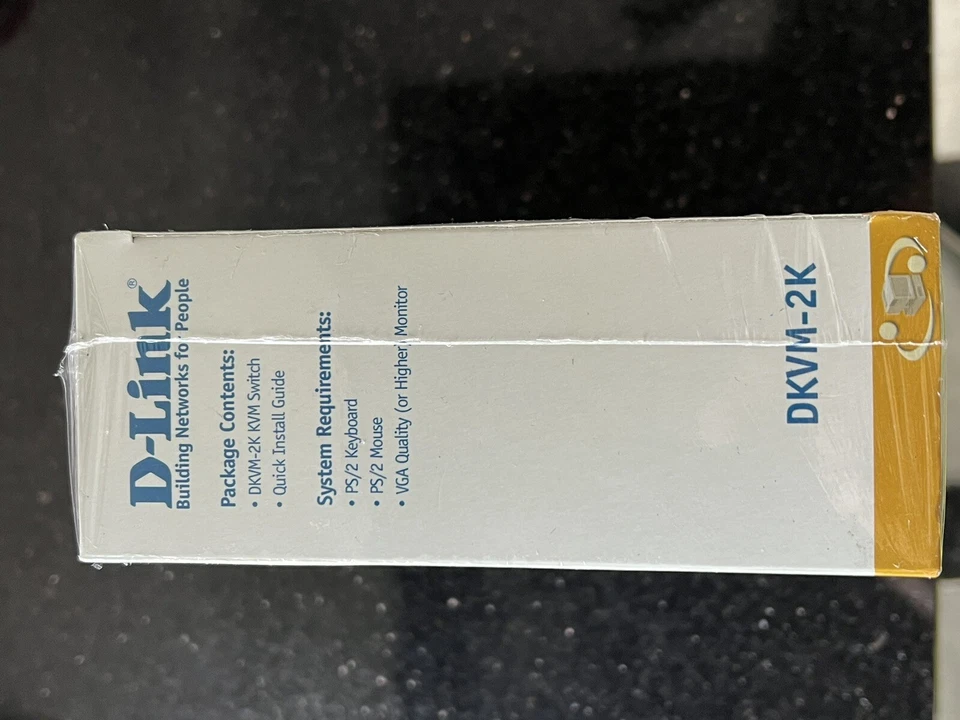 D-Link®
Building Networks for People
Package Contents:
• DKVM-2K KVM Switch
• Quick Install Guide
System Requirements:
• PS/2 Keyboard
• PS/2 Mouse
• VGA Quality (or Higher) Monitor
DKVM-2K